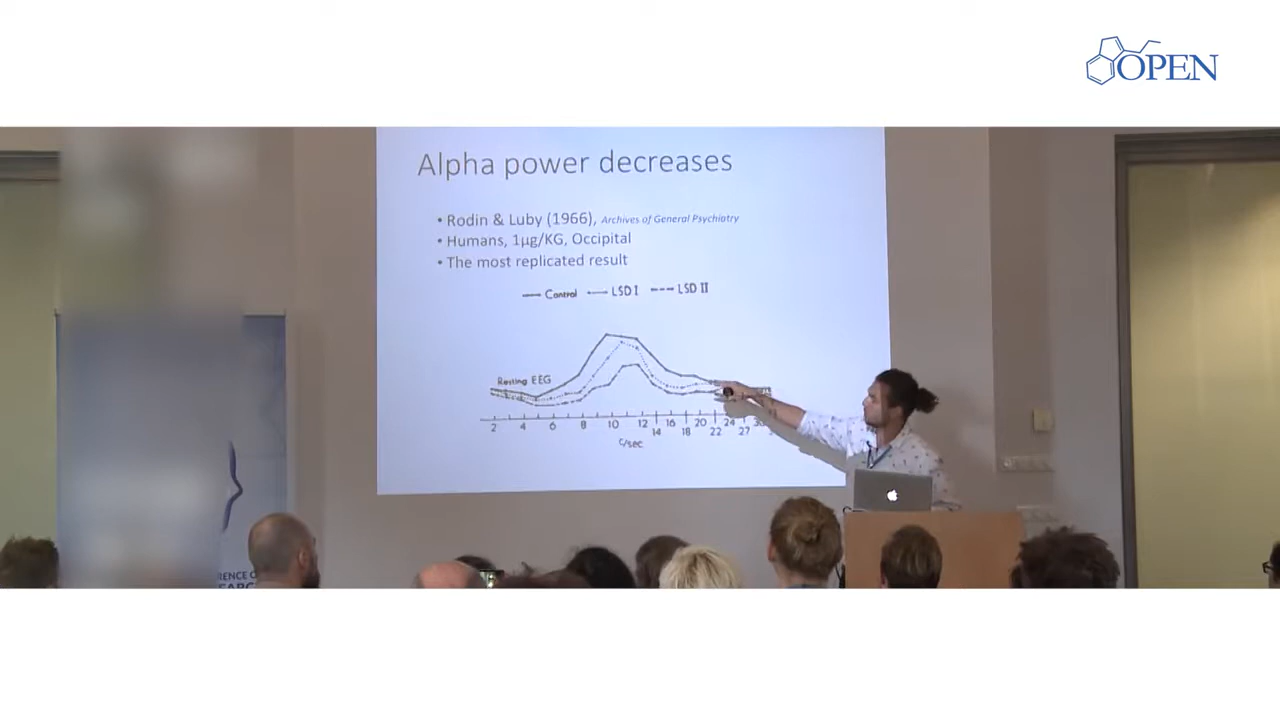 OPEN
Alpha power decreases
• Rodin & Luby (1966), Archives of General Psychiatry
• Humans, 1µg/KG, Occipital
• The most replicated result
Control LSD I LSD II
Resting EEG
2 4 6 8 10 12 14 16 18 20 22 24 27 30
c/sec
RENCE O